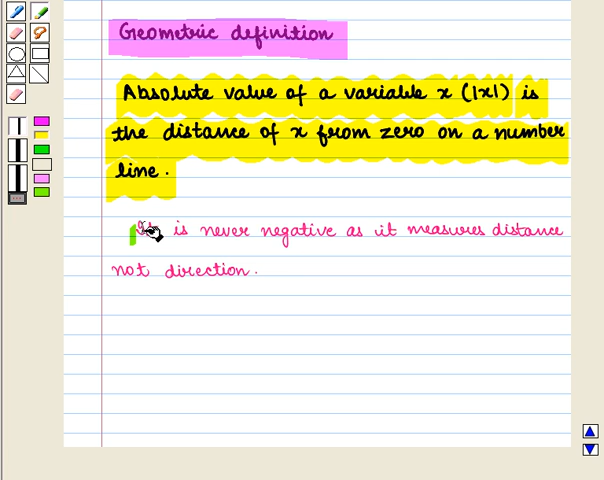 Geometric definition
Absolute value of a variable x (|x|) is
the distance of x from zero on a number
line.
is never negative as it measures distance
not direction.